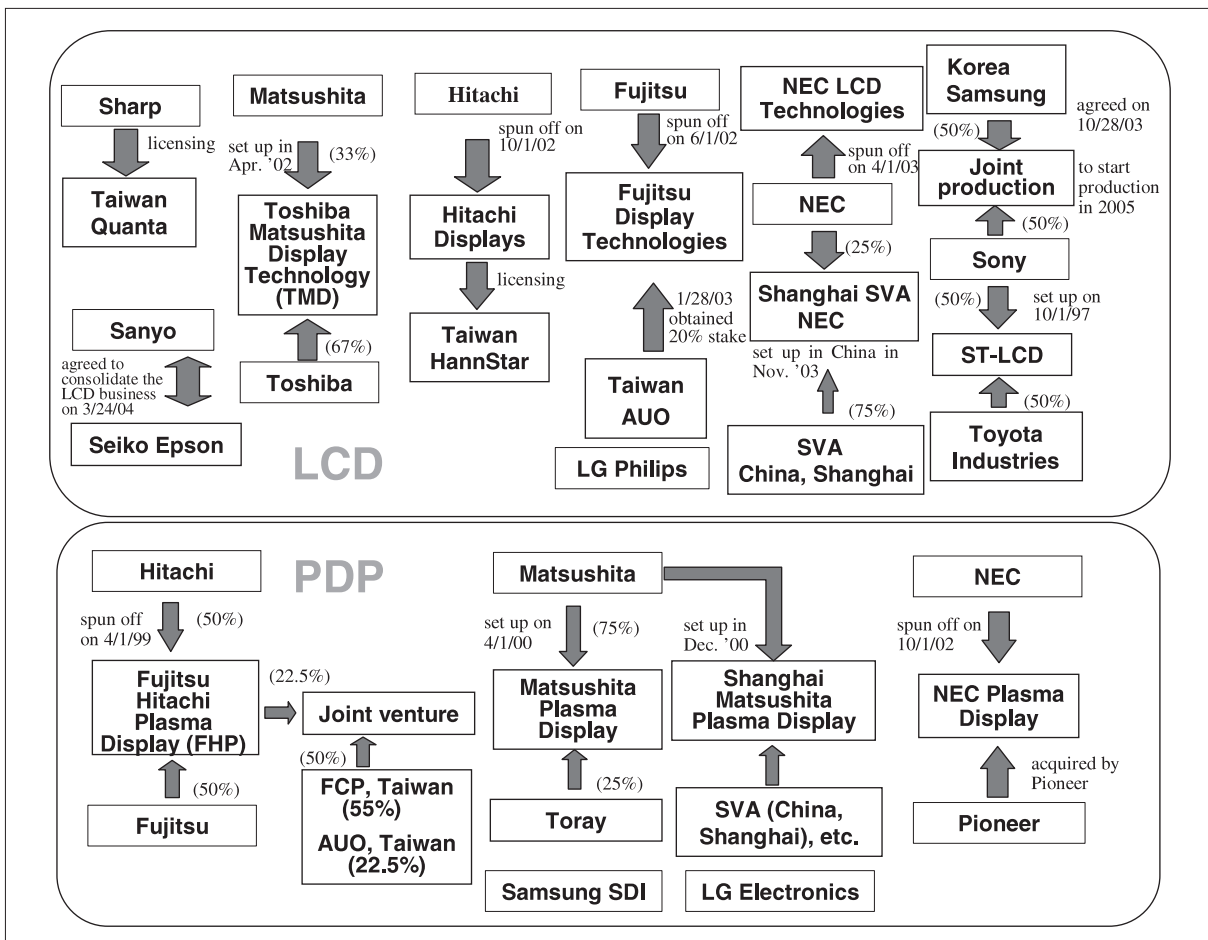 Sharp
licensing
Taiwan
Quanta
Sanyo
agreed to
consolidate the
LCD business
on 3/24/04
Seiko Epson
Matsushita
set up in
Apr. '02
(33%)
Toshiba
Matsushita
Display
Technology
(TMD)
(67%)
Toshiba
LCD
Hitachi
spun off on
10/1/02
Hitachi
Displays
licensing
Taiwan
HannStar
Fujitsu
spun off
on 6/1/02
Fujitsu
Display
Technologies
1/28/03
obtained
20% stake
Taiwan
AUO
LG Philips
NEC LCD
Technologies
spun off
on 4/1/03
NEC
(25%)
Shanghai SVA
NEC
set up in China in
Nov. '03
(75%)
SVA
China, Shanghai
Korea
Samsung
(50%)
agreed on
10/28/03
Joint
production
to start
production
in 2005
(50%)
Sony
(50%)
set up on
10/1/97
ST-LCD
(50%)
Toyota
Industries
PDP
Hitachi
spun off
on 4/1/99
(50%)
Fujitsu
Hitachi
Plasma
Display (FHP)
(50%)
Fujitsu
(22.5%)
Joint venture
(50%)
FCP, Taiwan
(55%)
AUO, Taiwan
(22.5%)
Matsushita
set up on
4/1/00
(75%)
Matsushita
Plasma
Display
(25%)
Toray
Samsung SDI
set up in
Dec. '00
Shanghai
Matsushita
Plasma Display
SVA (China,
Shanghai), etc.
LG Electronics
NEC
spun off on
10/1/02
NEC Plasma
Display
acquired by
Pioneer
Pioneer